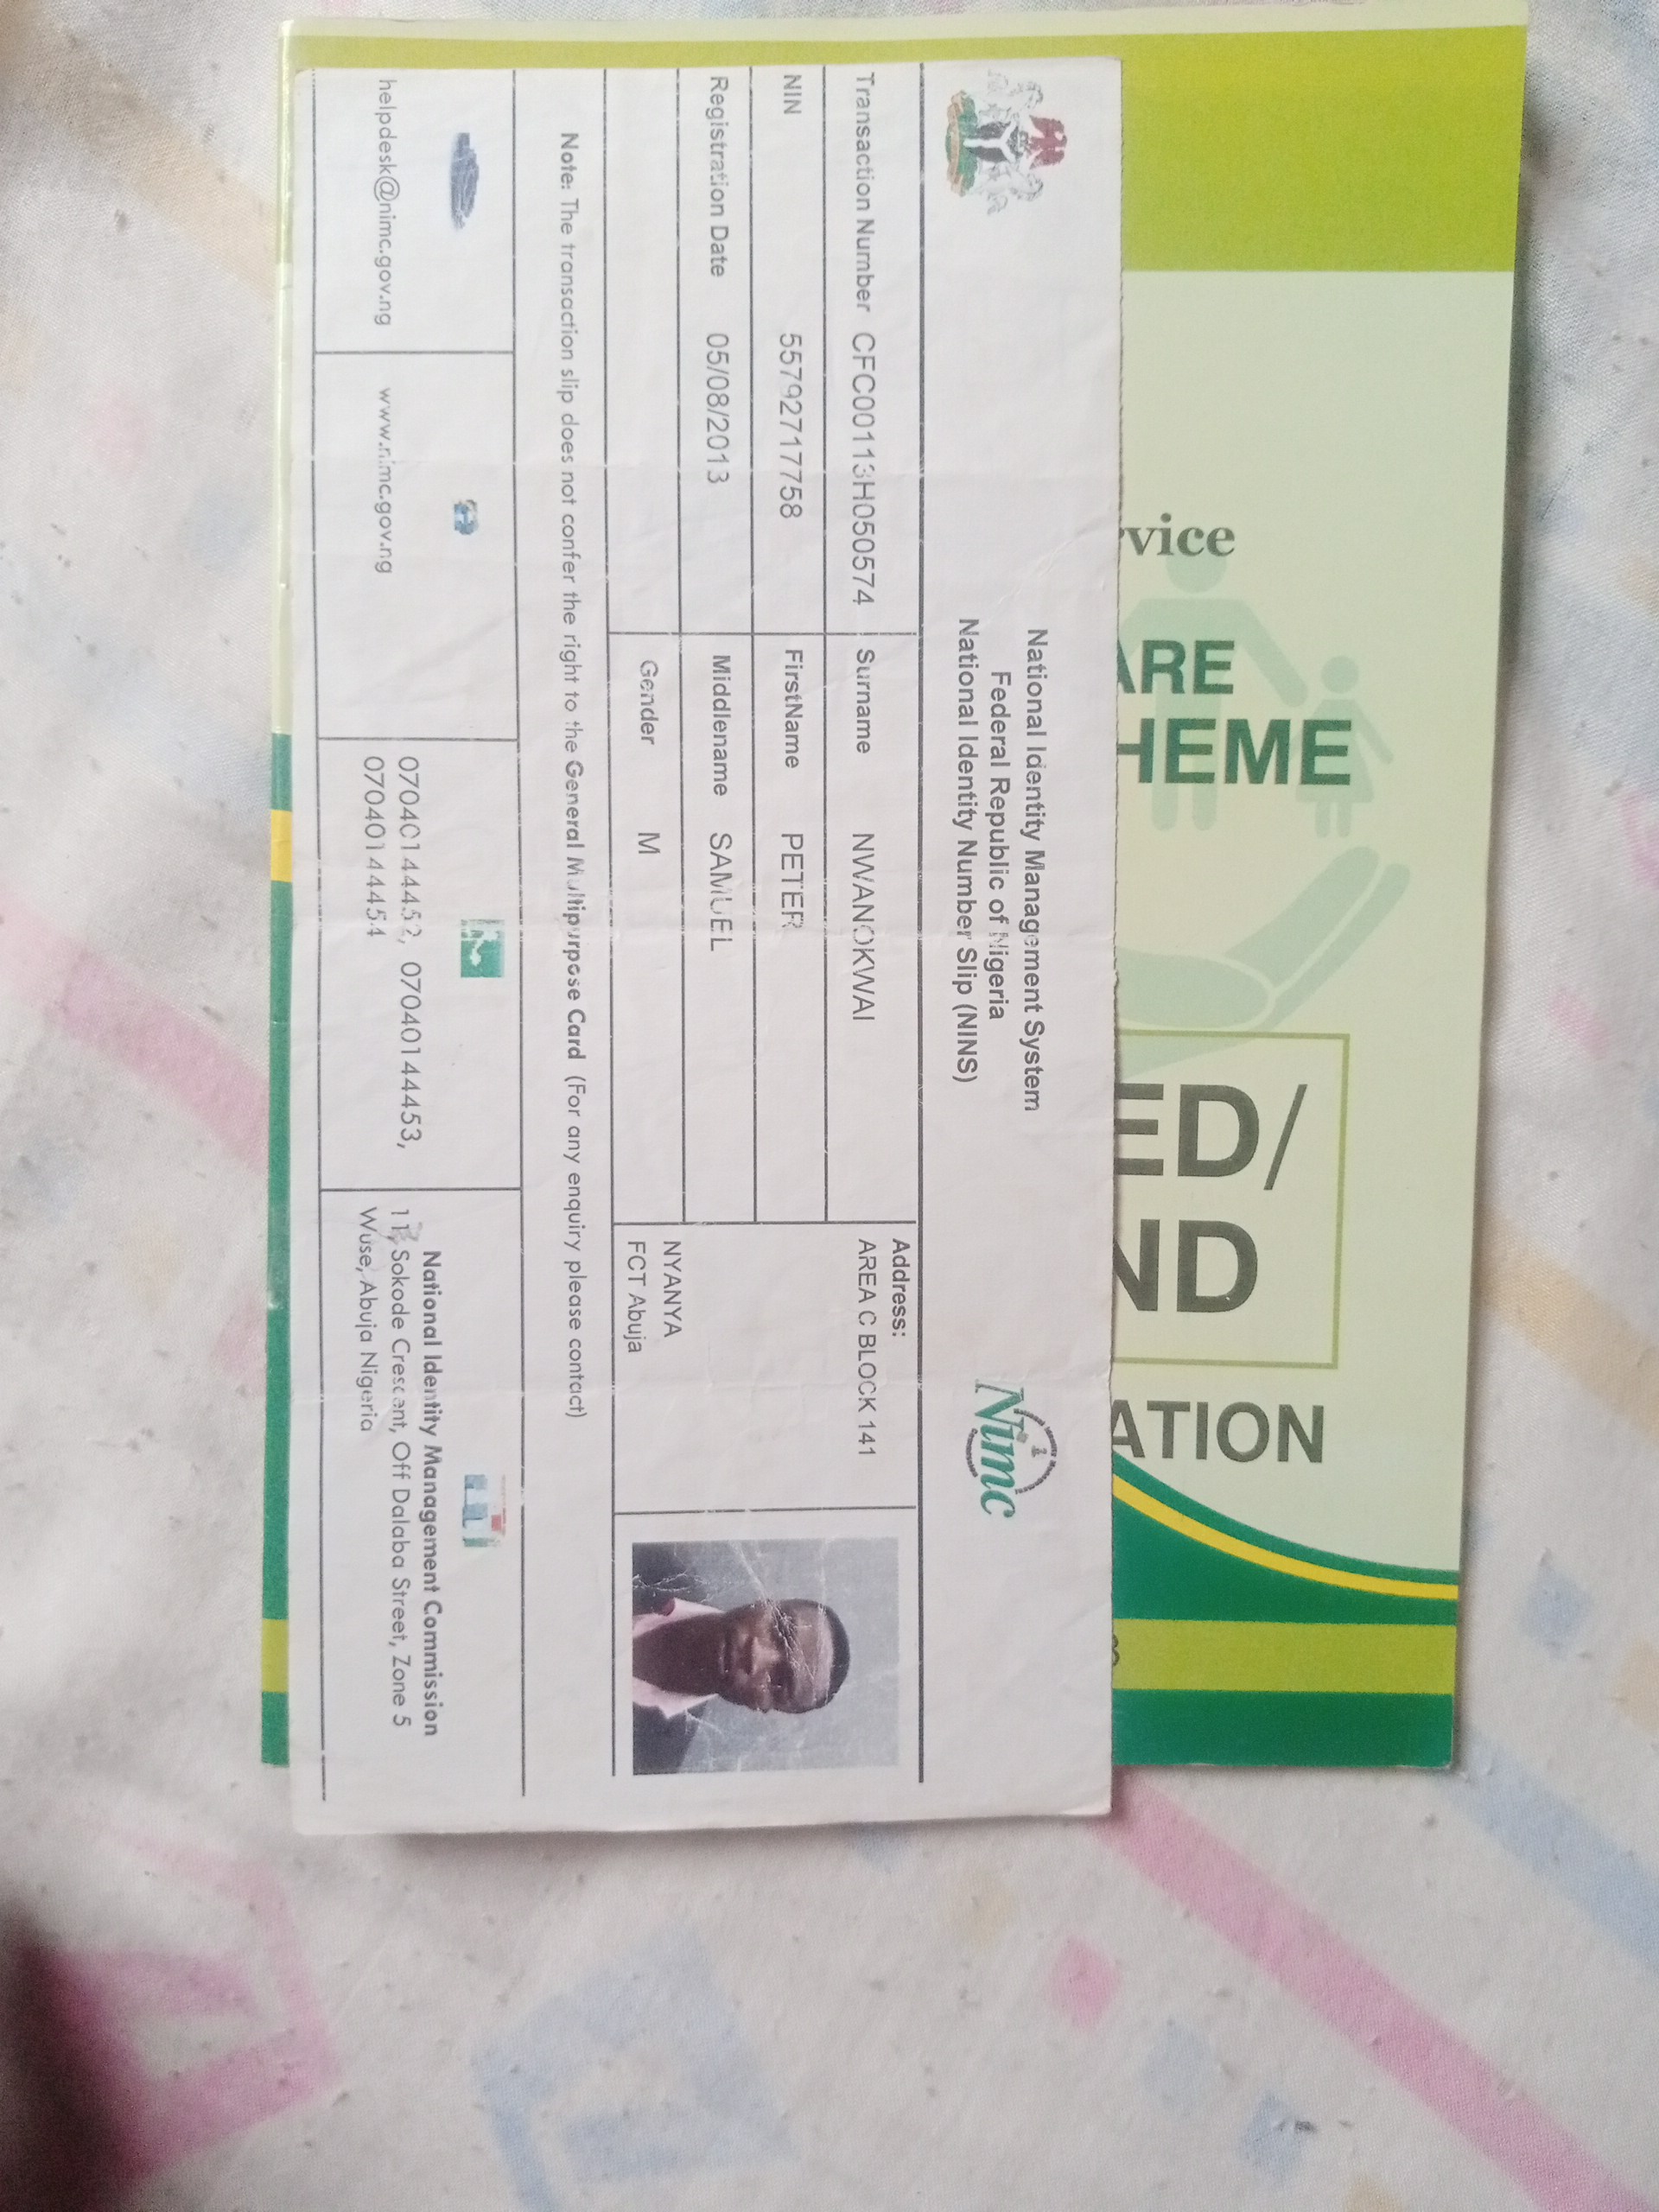 National Identity Management System
Federal Republic of Nigeria
National Identity Number Slip (NINS)
Nimc
Transaction Number CFC00113H050574
Surname NWANOKWAI
Address:
AREA C BLOCK 141
NIN 55792717758
FirstName PETER
Registration Date 05/08/2013
Middlename SAMUEL
NYANYA
Gender M
FCT Abuja
Note: The transaction slip does not confer the right to the General Multipurpose Card (For any enquiry please contact)
helpdesk@nimc.gov.ng
www.nimc.gov.ng
07040144452, 07040144453,
07040144454
National Identity Management Commission
11, Sokode Crescent, Off Dalaba Street, Zone 5
Wuse, Abuja Nigeria
vice
ARE
HEME
ED/
ND
ATION